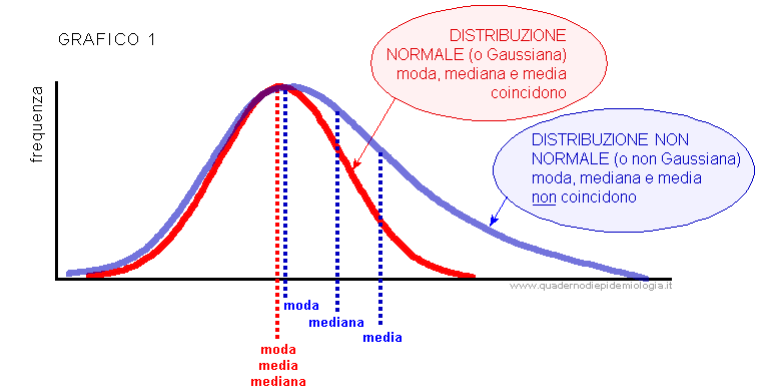 GRAFICO 1
DISTRIBUZIONE
NORMALE (o Gaussiana)
moda, mediana e media
coincidono
DISTRIBUZIONE NON
NORMALE (o non Gaussiana)
moda, mediana e media
non coincidono
frequenza
www.quadernodiepidemiologia.it
moda
mediana
media
moda
media
mediana